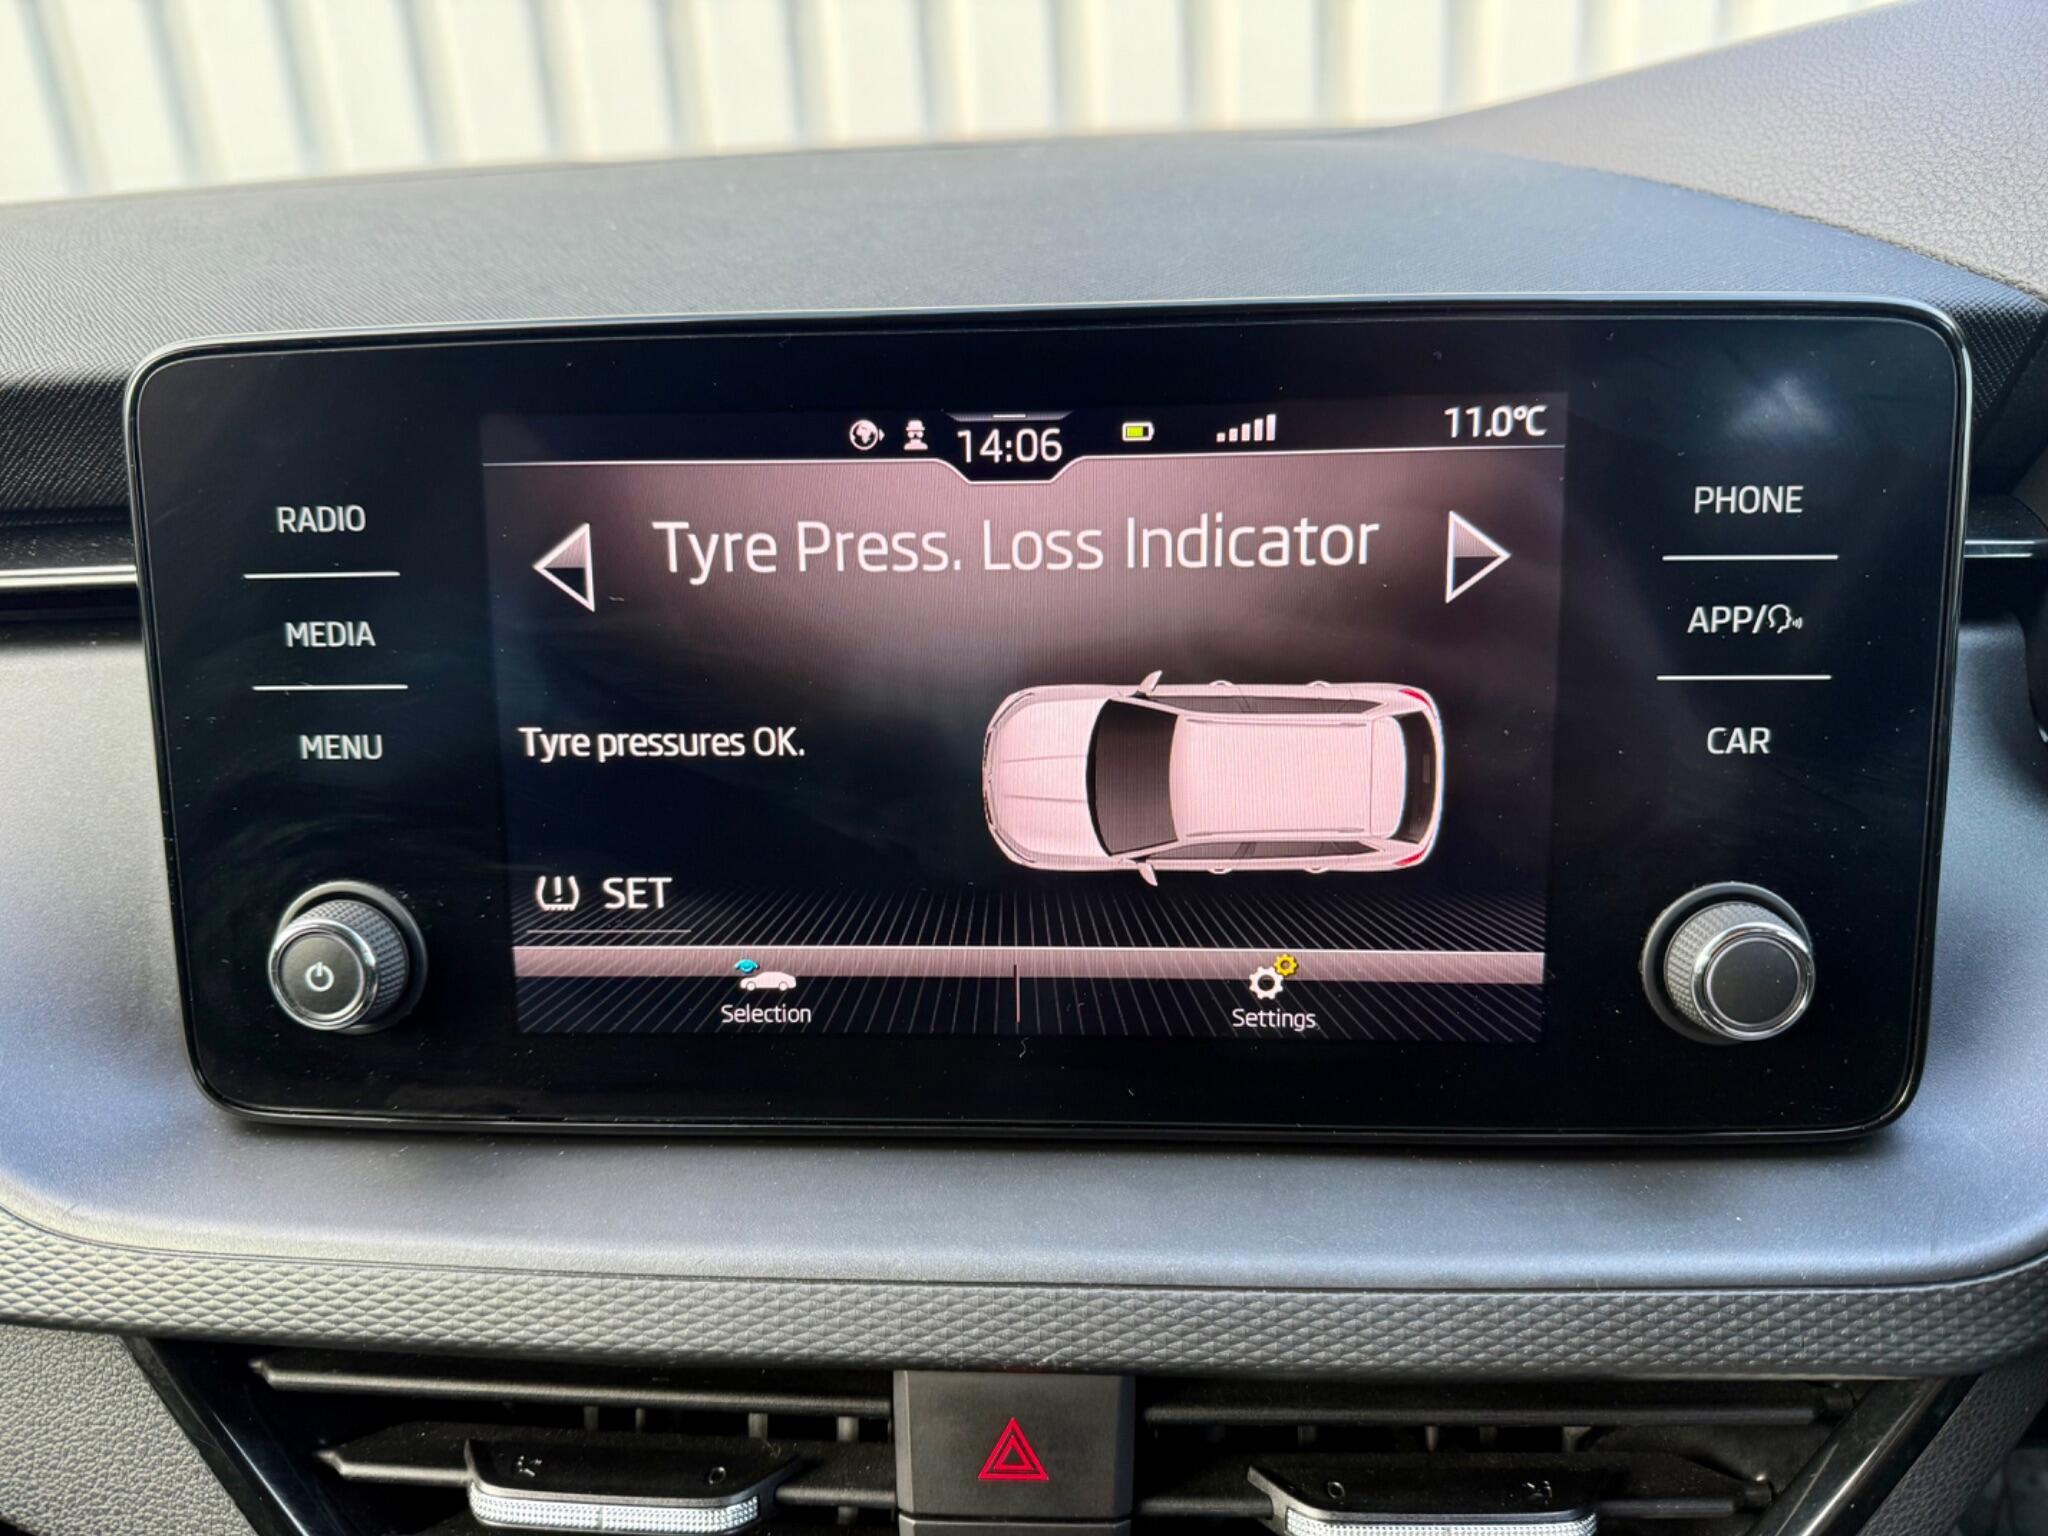 14:06
11.0°C
RADIO
MEDIA
MENU
Tyre Press. Loss Indicator
Tyre pressures OK.
SET
Selection
Settings
PHONE
APP/
CAR